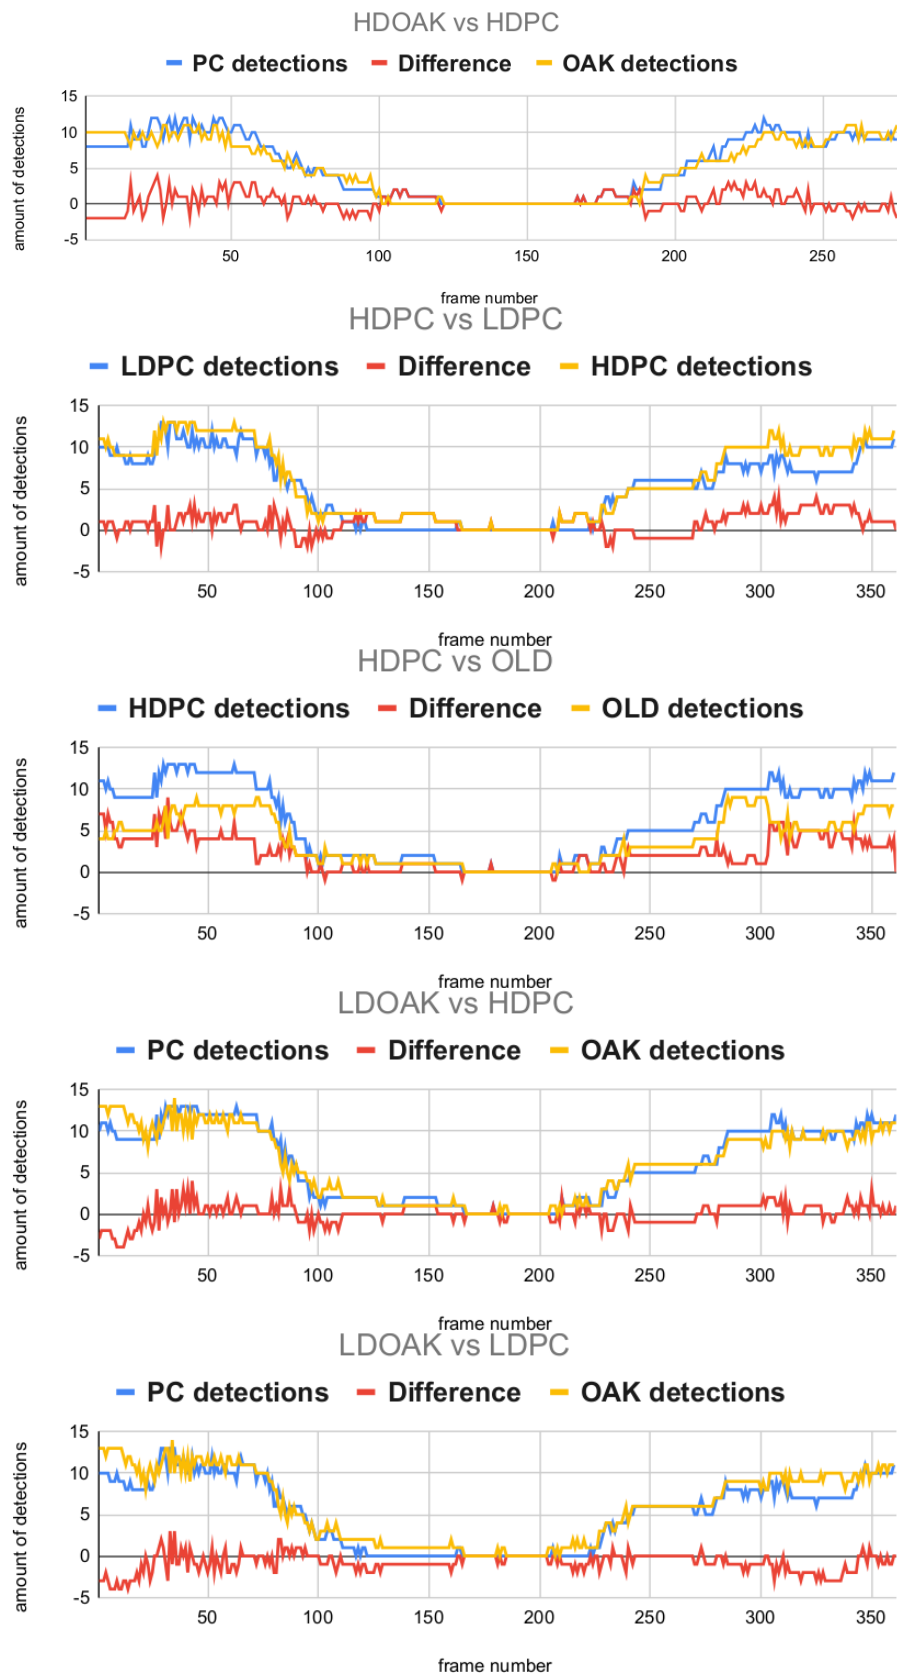 HDOAK vs HDPC
PC detections Difference OAK detections
amount of detections
15
10
5
0
-5
50 100 150 200 250
frame number
HDPC vs LDPC
LDPC detections Difference HDPC detections
amount of detections
15
10
5
0
-5
50 100 150 200 250 300 350
frame number
HDPC vs OLD
HDPC detections Difference OLD detections
amount of detections
15
10
5
0
-5
50 100 150 200 250 300 350
frame number
LDOAK vs HDPC
PC detections Difference OAK detections
amount of detections
15
10
5
0
-5
50 100 150 200 250 300 350
frame number
LDOAK vs LDPC
PC detections Difference OAK detections
amount of detections
15
10
5
0
-5
50 100 150 200 250 300 350
frame number